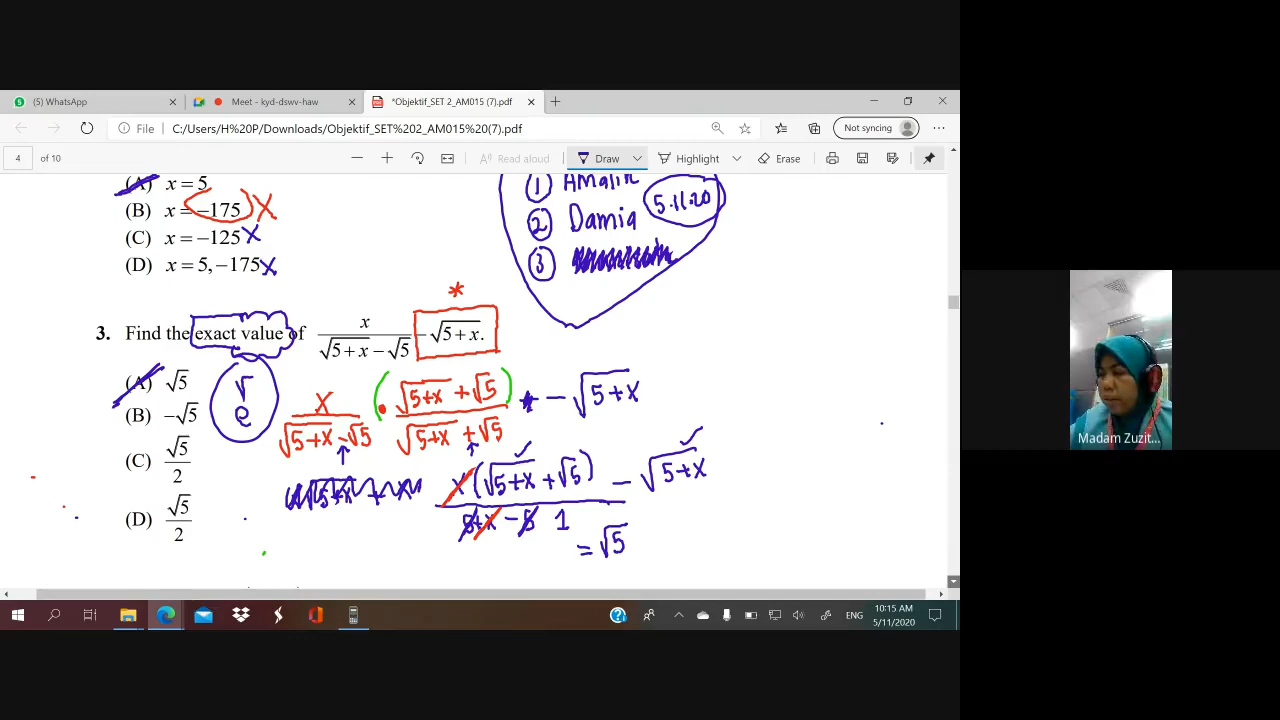 (5) WhatsApp
Meet - kyd-dswv-haw
*Objektif_SET 2_AM015 (7).pdf
File C:/Users/H%20P/Downloads/Objektif_SET%202_AM015%20(7).pdf Not syncing
4 of 10 Read aloud Draw Highlight Erase
(A) x = 5
(B) x = −175 X
(C) x = −125 X
(D) x = 5, −175 X
① Amalin
② Damia
③
5.11.20
*
3. Find the exact value of x / (√(5+x) − √5) − √(5+x).
(A) √5
(B) −√5
(C) √5/2
(D) √5/2
√
e
x / (√(5+x) − √5) · (√(5+x) + √5) / (√(5+x) + √5) − √(5+x)
x(√(5+x) + √5) / (5+x − 5) 1 − √(5+x)
= √5
Madam Zuzit...
ENG 10:15 AM
5/11/2020